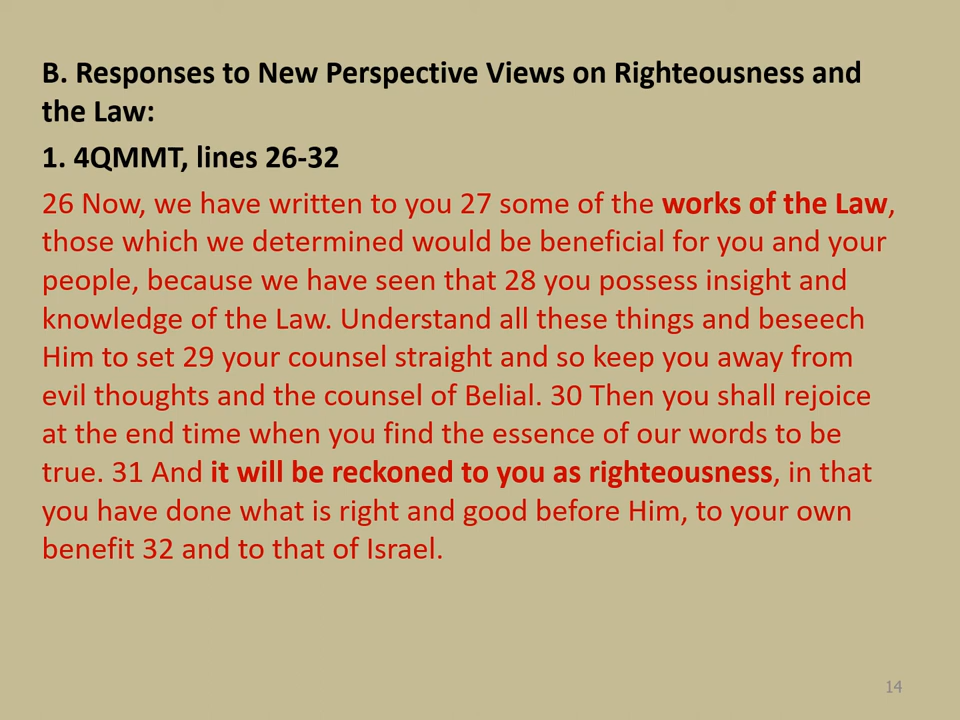 B. Responses to New Perspective Views on Righteousness and
the Law:
1. 4QMMT, lines 26-32
26 Now, we have written to you 27 some of the works of the Law,
those which we determined would be beneficial for you and your
people, because we have seen that 28 you possess insight and
knowledge of the Law. Understand all these things and beseech
Him to set 29 your counsel straight and so keep you away from
evil thoughts and the counsel of Belial. 30 Then you shall rejoice
at the end time when you find the essence of our words to be
true. 31 And it will be reckoned to you as righteousness, in that
you have done what is right and good before Him, to your own
benefit 32 and to that of Israel.
14